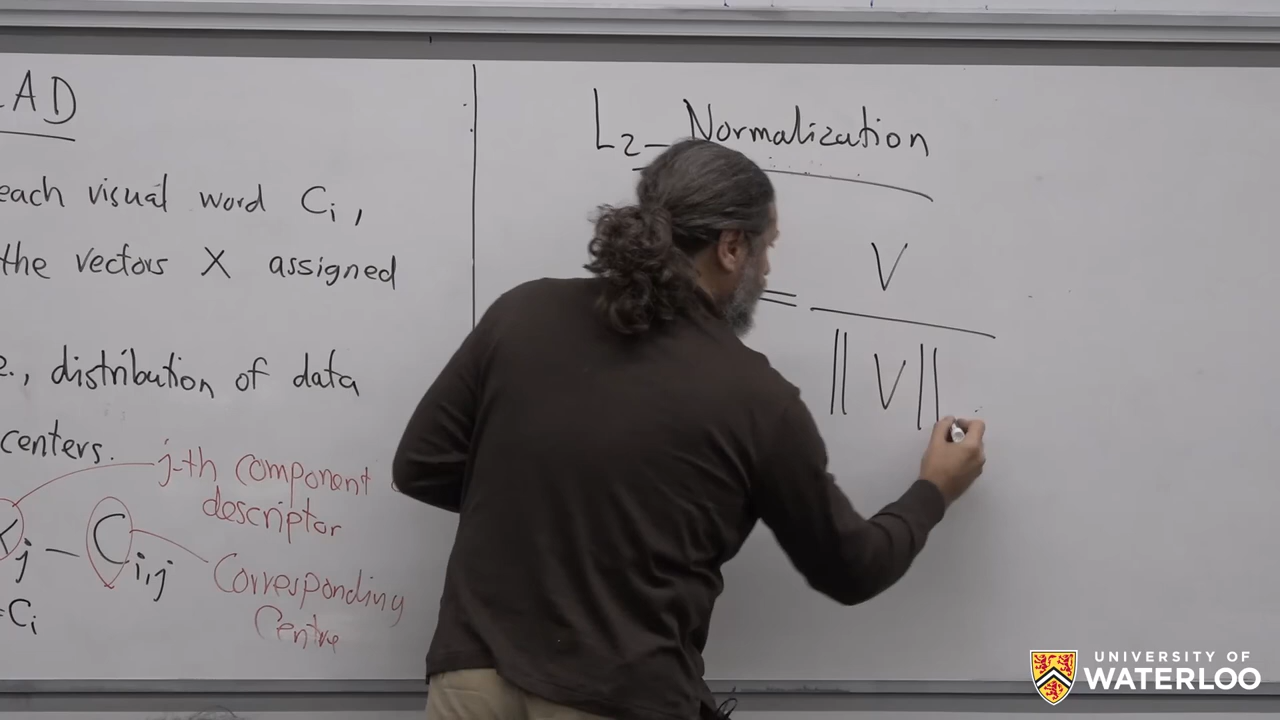 LAD
each visual word Ci,
the vectors X assigned
e., distribution of data
centers.
j-th component
descriptor
Xj - Ci,j
=Ci
Corresponding
Centre
L2- Normalization
= V
|| V ||
UNIVERSITY OF
WATERLOO